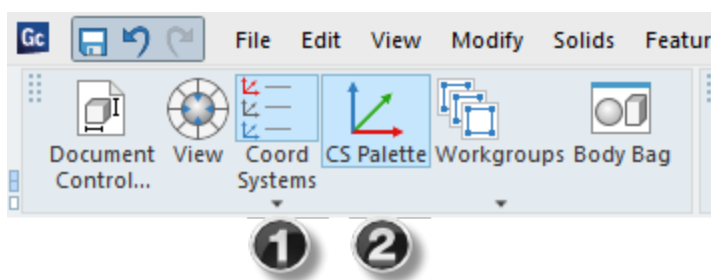 Gc File Edit View Modify Solids Featur
Document View Coord CS Palette Workgroups Body Bag
Control... Systems
1 2